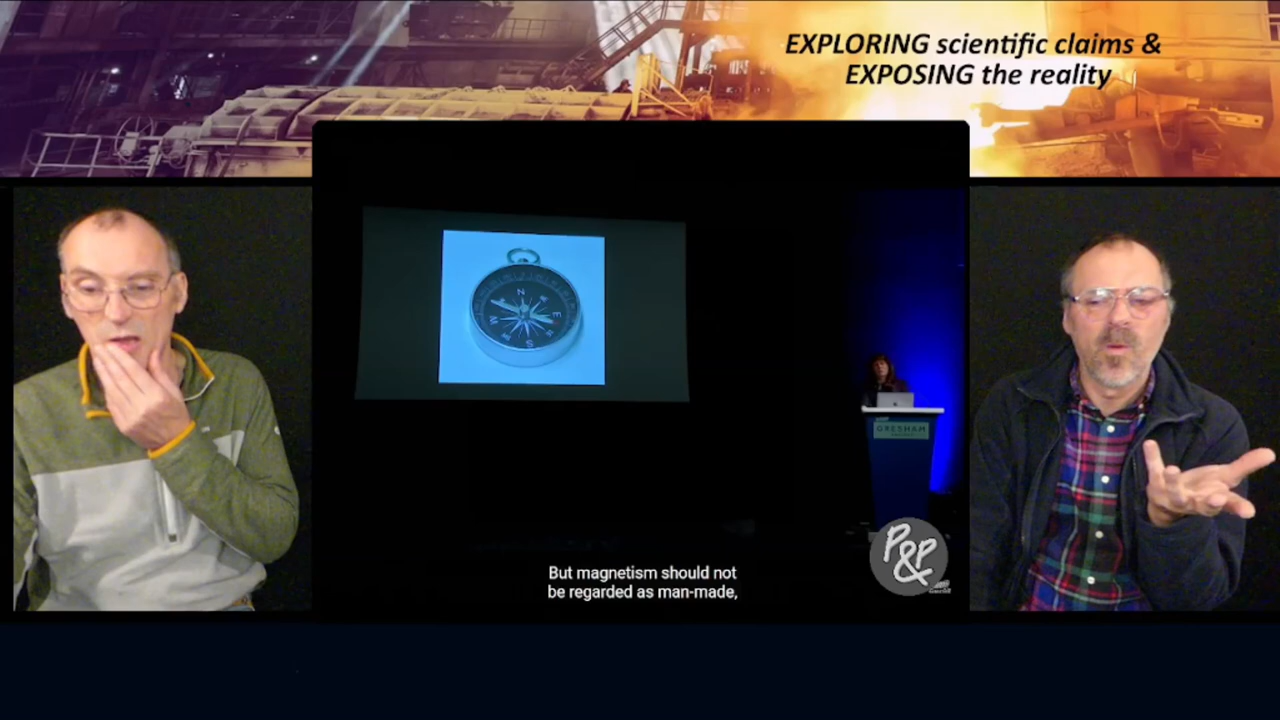 EXPLORING scientific claims &
EXPOSING the reality
N
E
S
W
GRESHAM
But magnetism should not
be regarded as man-made,
P&P